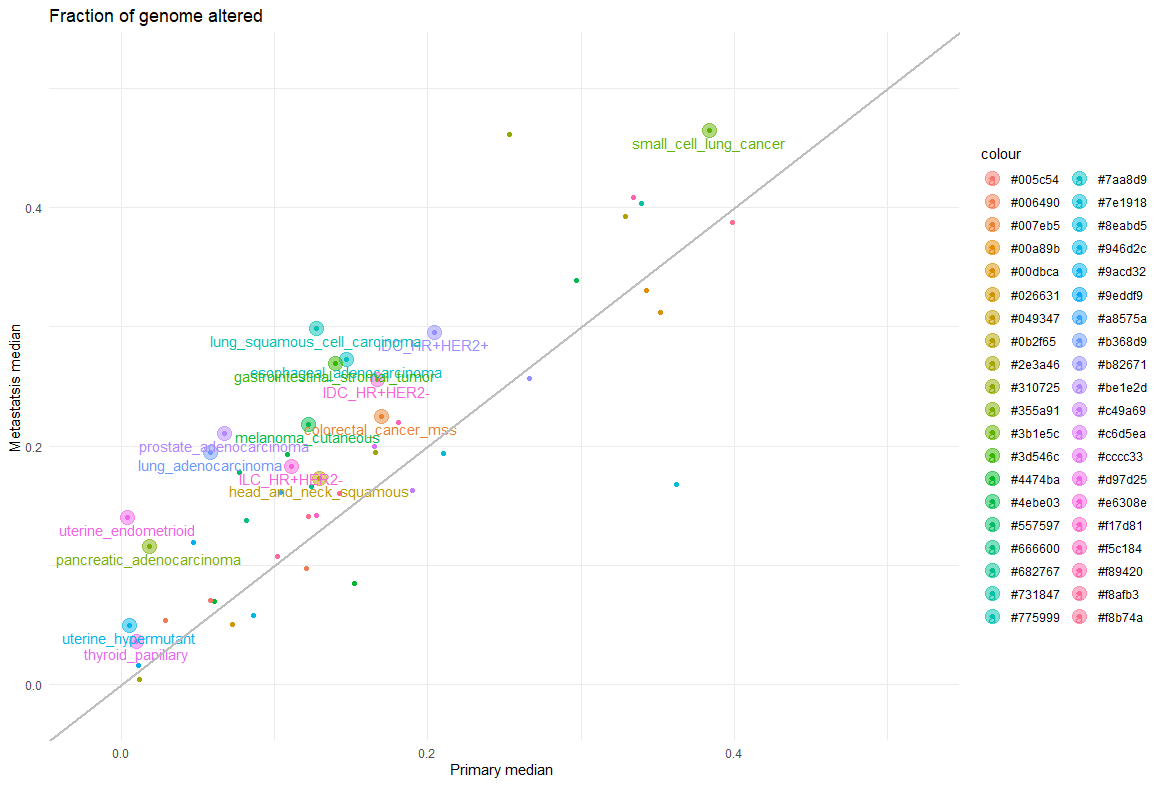 Fraction of genome altered
Metastatsis median
0.4
0.2
0.0
small_cell_lung_cancer
lung_squamous_cell_carcinoma
IDC_HR+HER2+
esophageal_adenocarcinoma
gastrointestinal_stromal_tumor
IDC_HR+HER2-
colorectal_cancer_mss
melanoma_cutaneous
prostate_adenocarcinoma
lung_adenocarcinoma
ILC_HR+HER2-
head_and_neck_squamous
uterine_endometrioid
pancreatic_adenocarcinoma
uterine_hypermutant
thyroid_papillary
0.0
0.2
0.4
Primary median
colour
#005c54 #7aa8d9
#006490 #7e1918
#007eb5 #8eabd5
#00a89b #946d2c
#00dbca #9acd32
#026631 #9eddf9
#049347 #a8575a
#0b2f65 #b368d9
#2e3a46 #b82671
#310725 #be1e2d
#355a91 #c49a69
#3b1e5c #c6d5ea
#3d546c #cccc33
#4474ba #d97d25
#4ebe03 #e6308e
#557597 #f17d81
#666600 #f5c184
#682767 #f89420
#731847 #f8afb3
#775999 #f8b74a